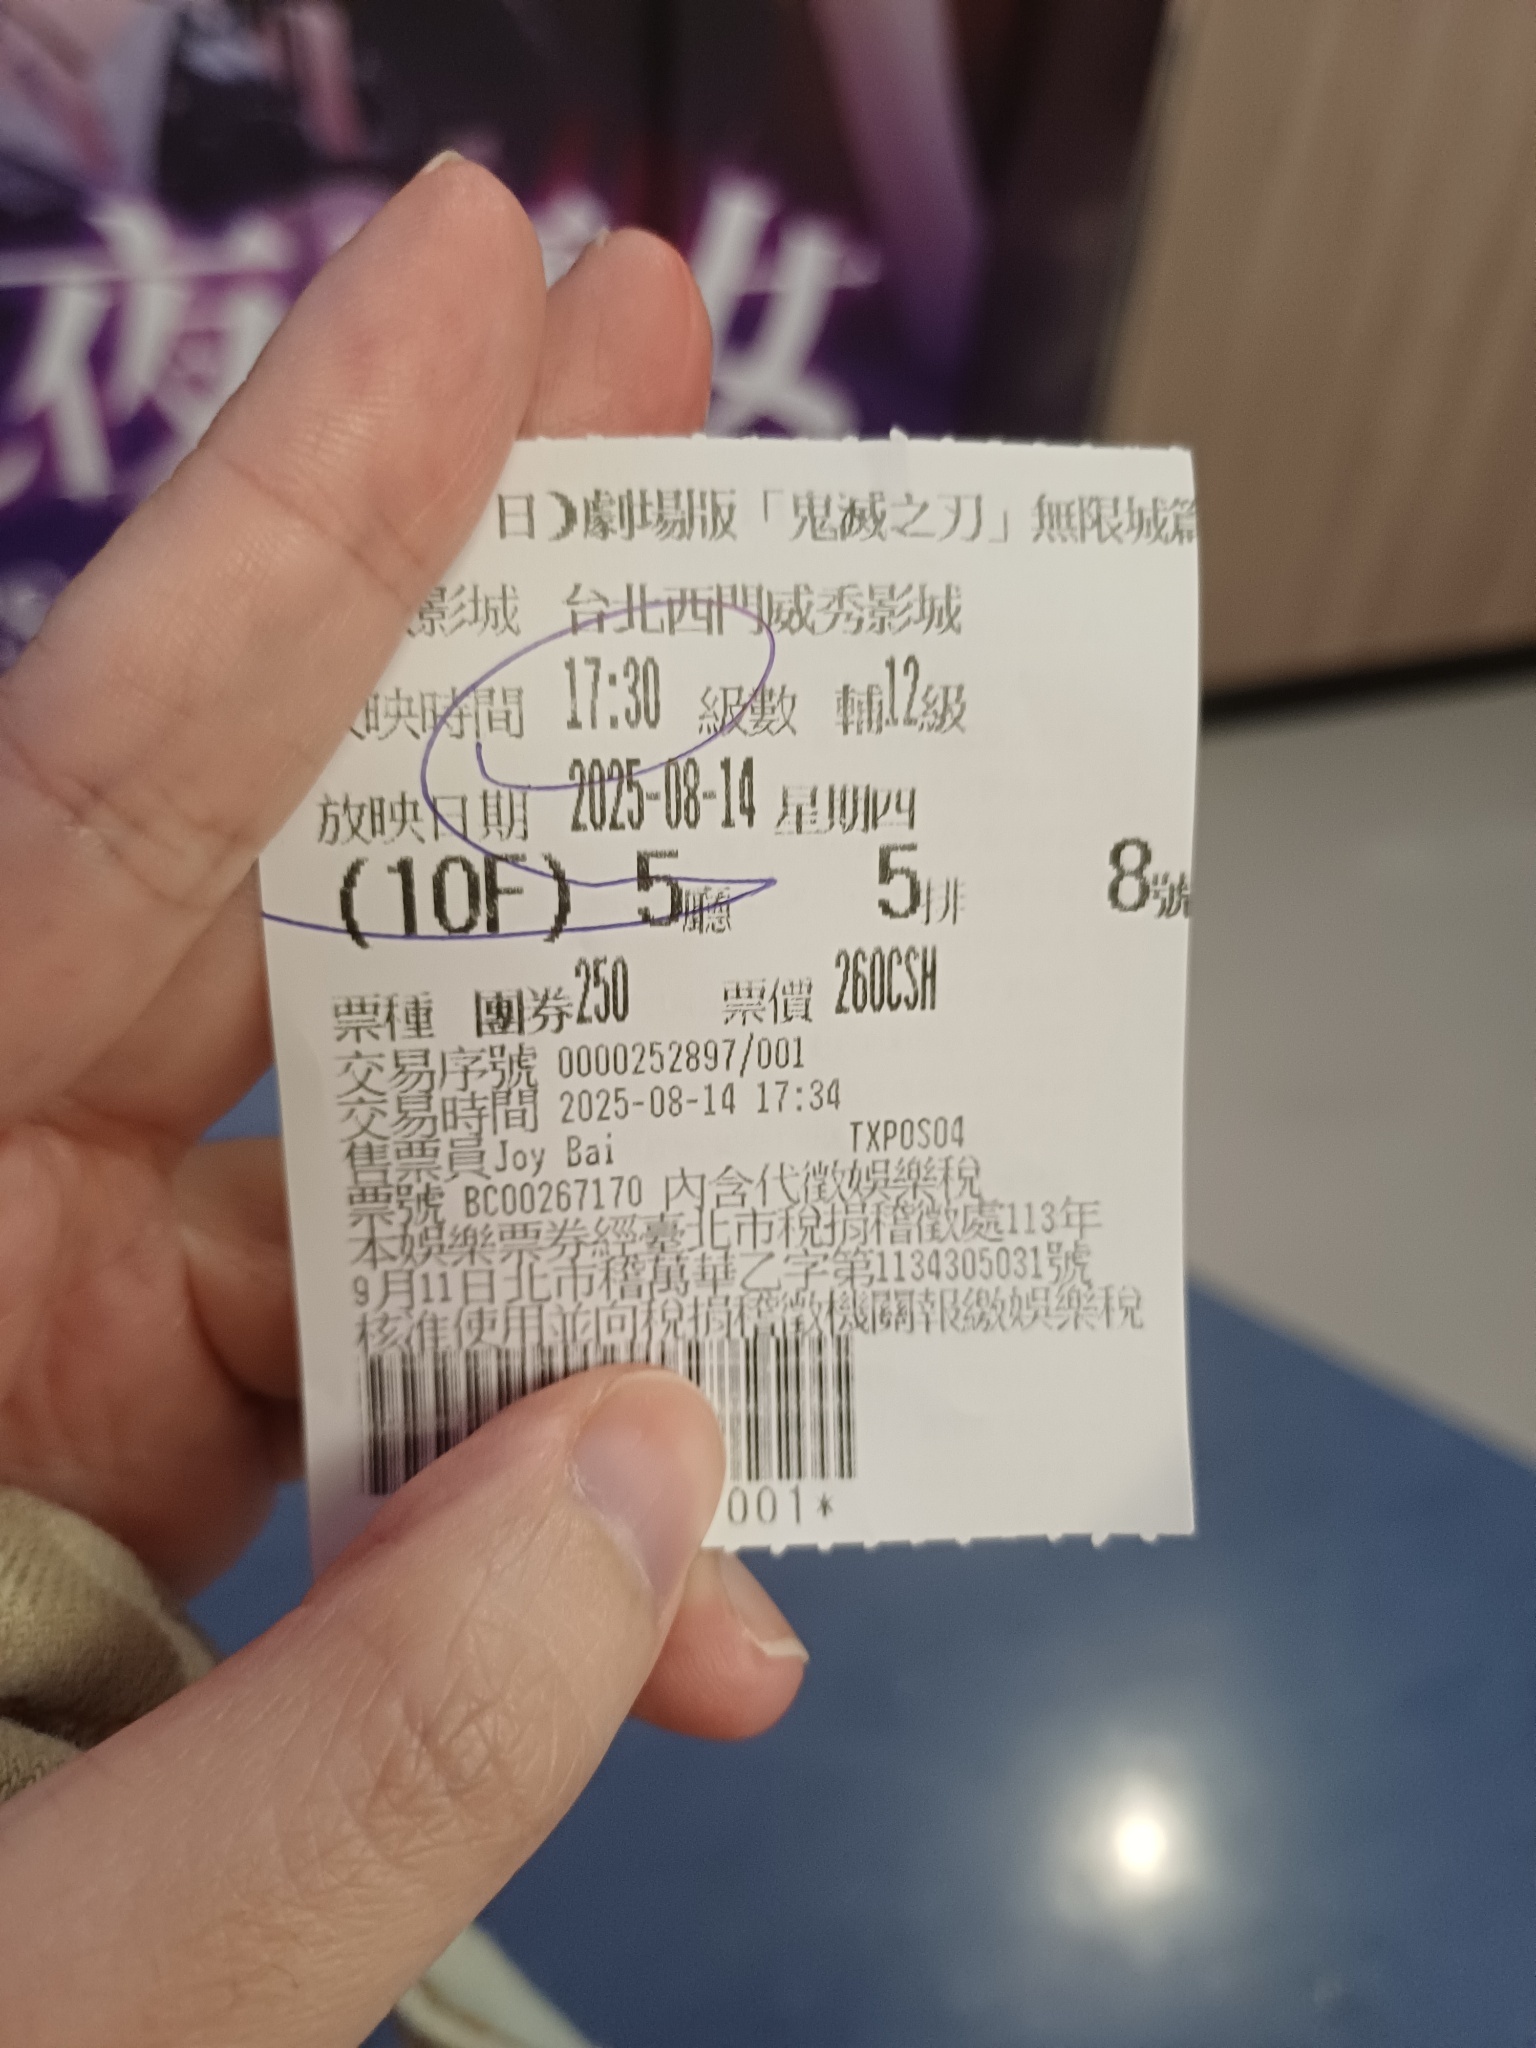 夜 女
日)劇場版「鬼滅之刃」無限城篇
影城 台北西門威秀影城
映時間 17:30 級數 輔12級
放映日期 2025-08-14 星期四
(10F) 5廳 5排 8號
票種 團券250 票價 260CSH
交易序號 0000252897/001
交易時間 2025-08-14 17:34
售票員Joy Bai TXPOS04
票號 BC00267170 內含代徵娛樂稅
本娛樂票券經臺北市稅捐稽徵處113年
9月11日北市稽萬華乙字第1134305031號
核准使用並向稅捐稽徵機關報繳娛樂稅
001*